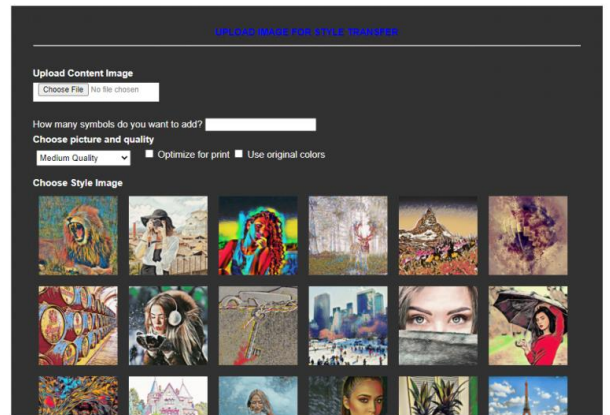 UPLOAD IMAGE FOR STYLE TRANSFER
Upload Content Image
Choose File No file chosen
How many symbols do you want to add?
Choose picture and quality
Medium Quality Optimize for print Use original colors
Choose Style Image